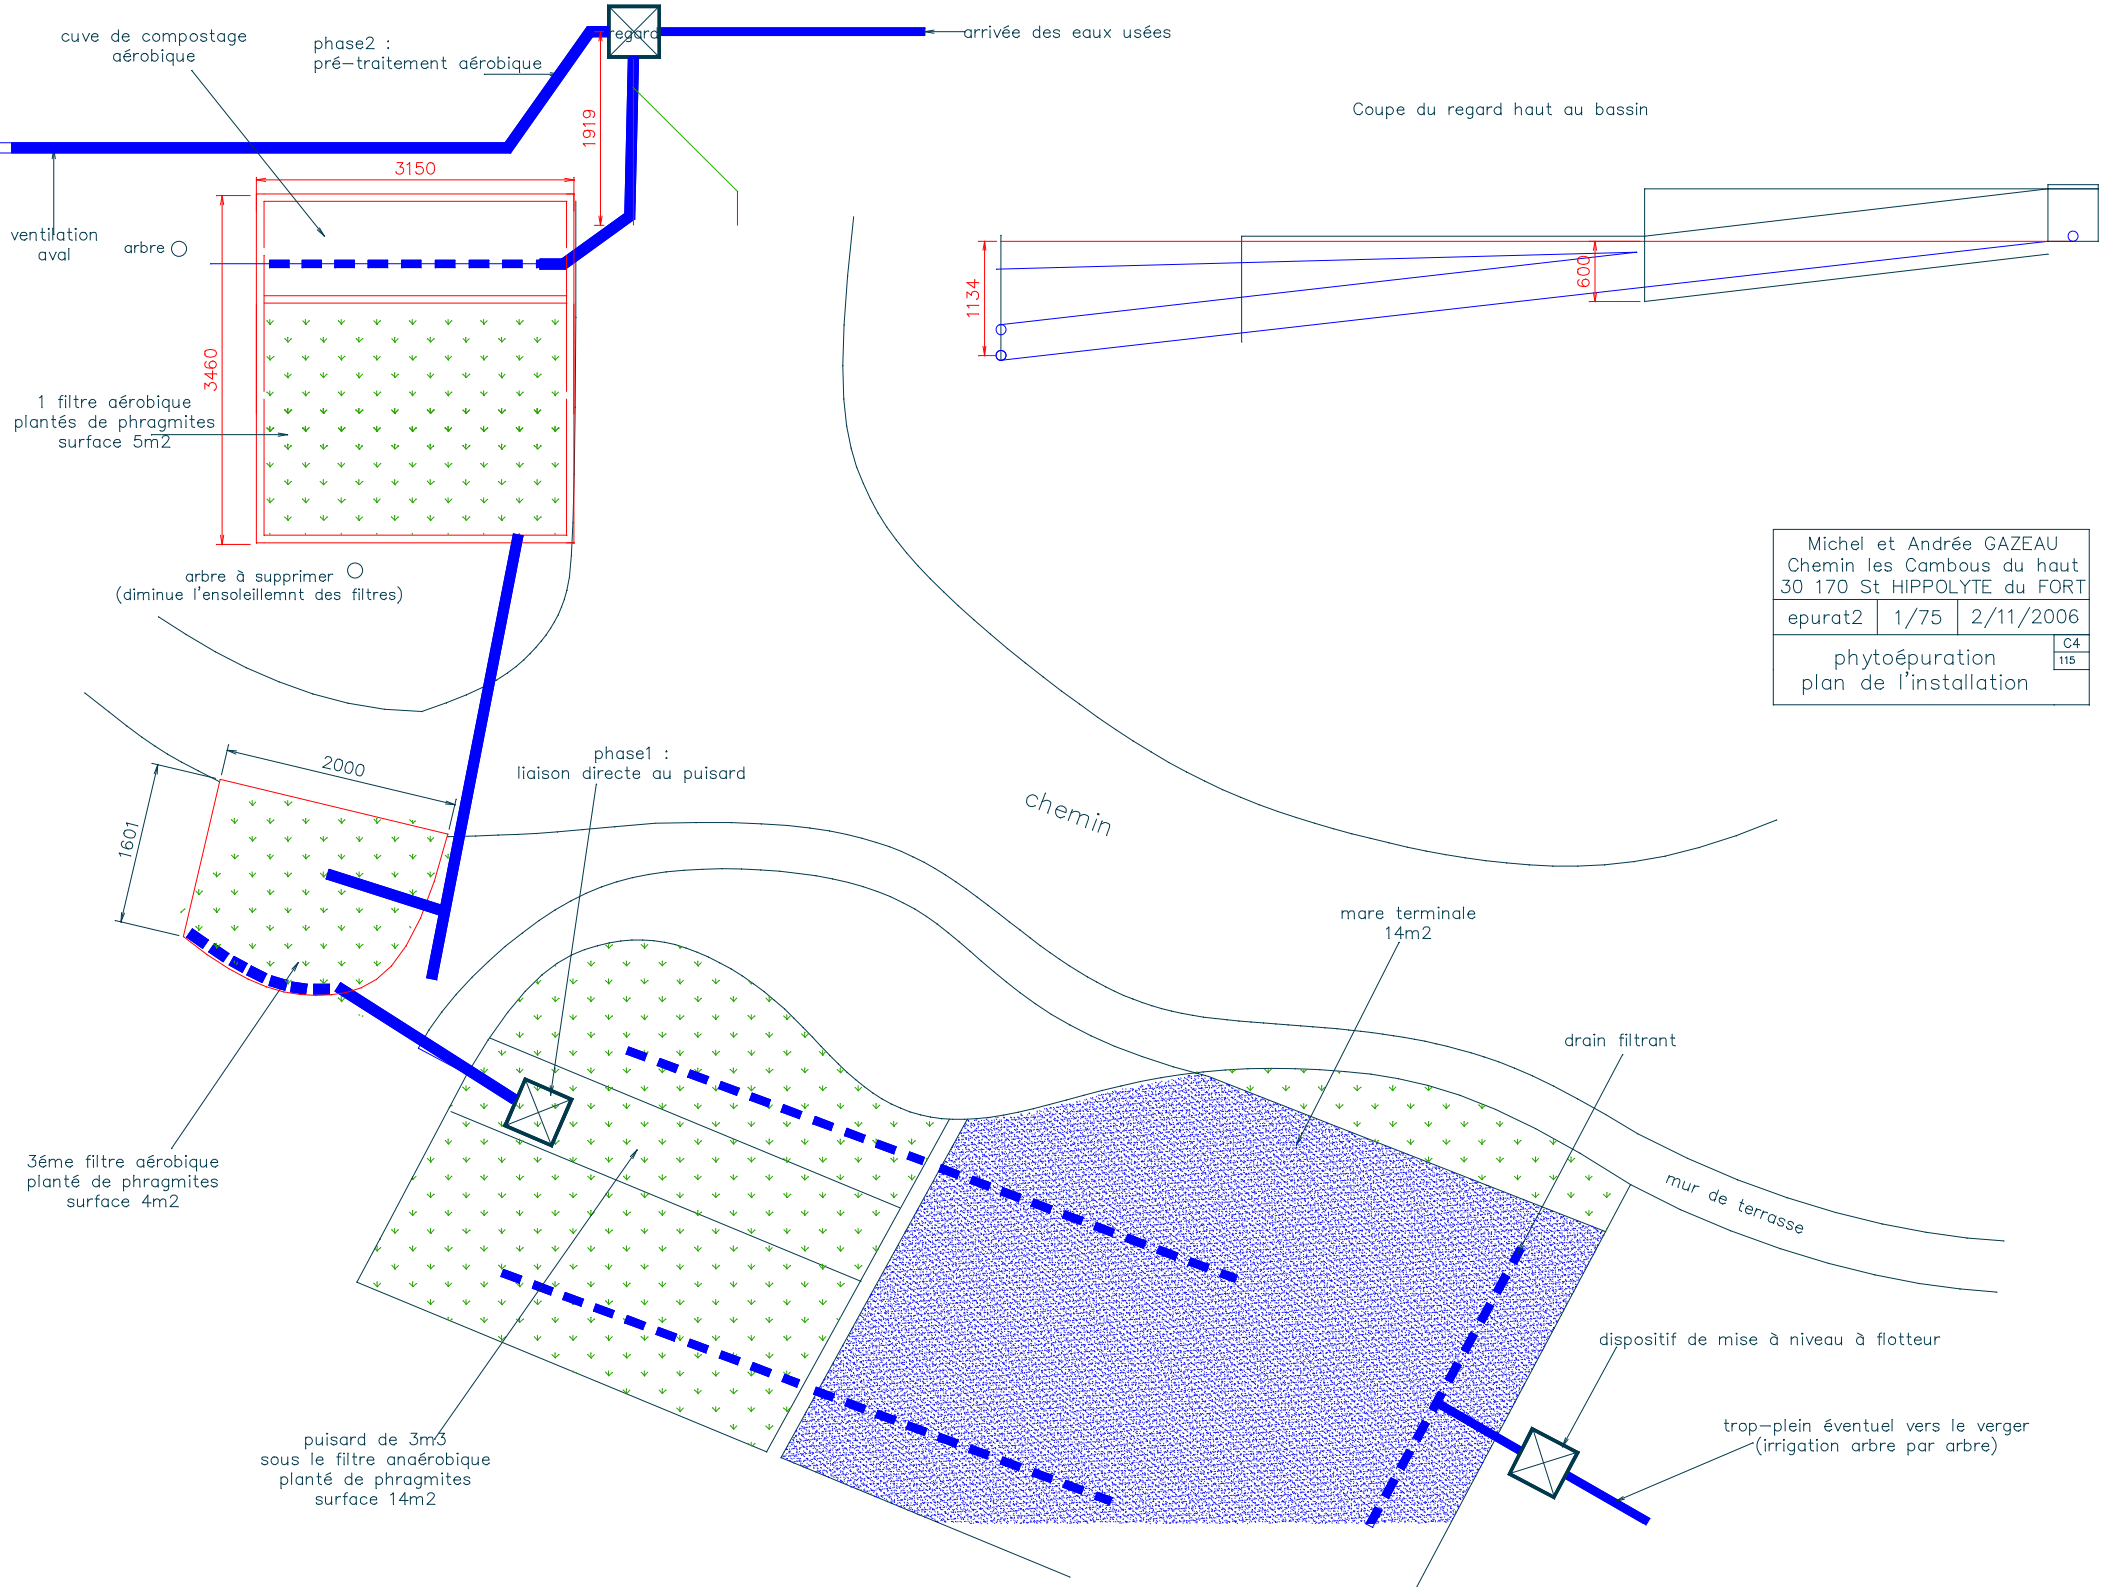 cuve de compostage
aérobique
phase2 :
pré-traitement aérobique
regard
arrivée des eaux usées
Coupe du regard haut au bassin
1919
3150
ventilation
aval
arbre
3460
1134
600
1 filtre aérobique
plantés de phragmites
surface 5m2
arbre à supprimer
(diminue l'ensoleillemnt des filtres)
Michel et Andrée GAZEAU
Chemin les Cambous du haut
30 170 St HIPPOLYTE du FORT
epurat2 1/75 2/11/2006
C4
115
phytoépuration
plan de l'installation
2000
1601
phase1 :
liaison directe au puisard
chemin
mare terminale
14m2
drain filtrant
mur de terrasse
3éme filtre aérobique
planté de phragmites
surface 4m2
dispositif de mise à niveau à flotteur
trop-plein éventuel vers le verger
(irrigation arbre par arbre)
puisard de 3m3
sous le filtre anaérobique
planté de phragmites
surface 14m2